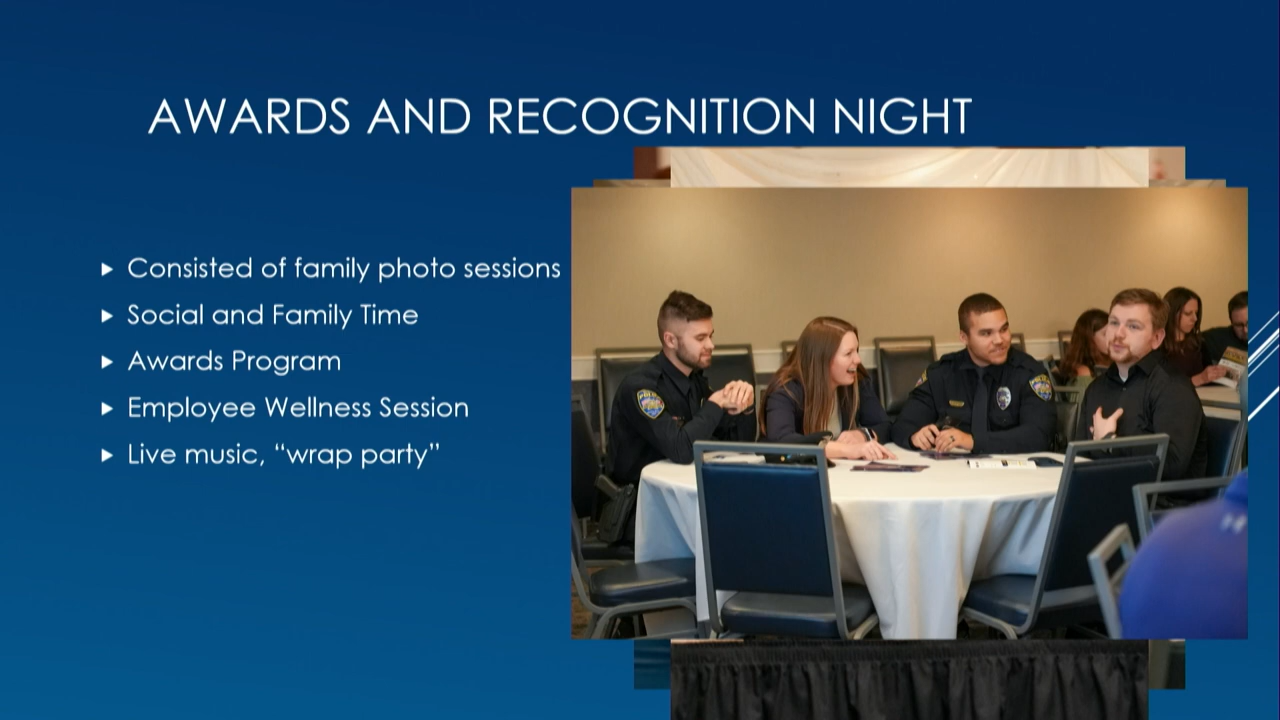 AWARDS AND RECOGNITION NIGHT
Consisted of family photo sessions
Social and Family Time
Awards Program
Employee Wellness Session
Live music, “wrap party”